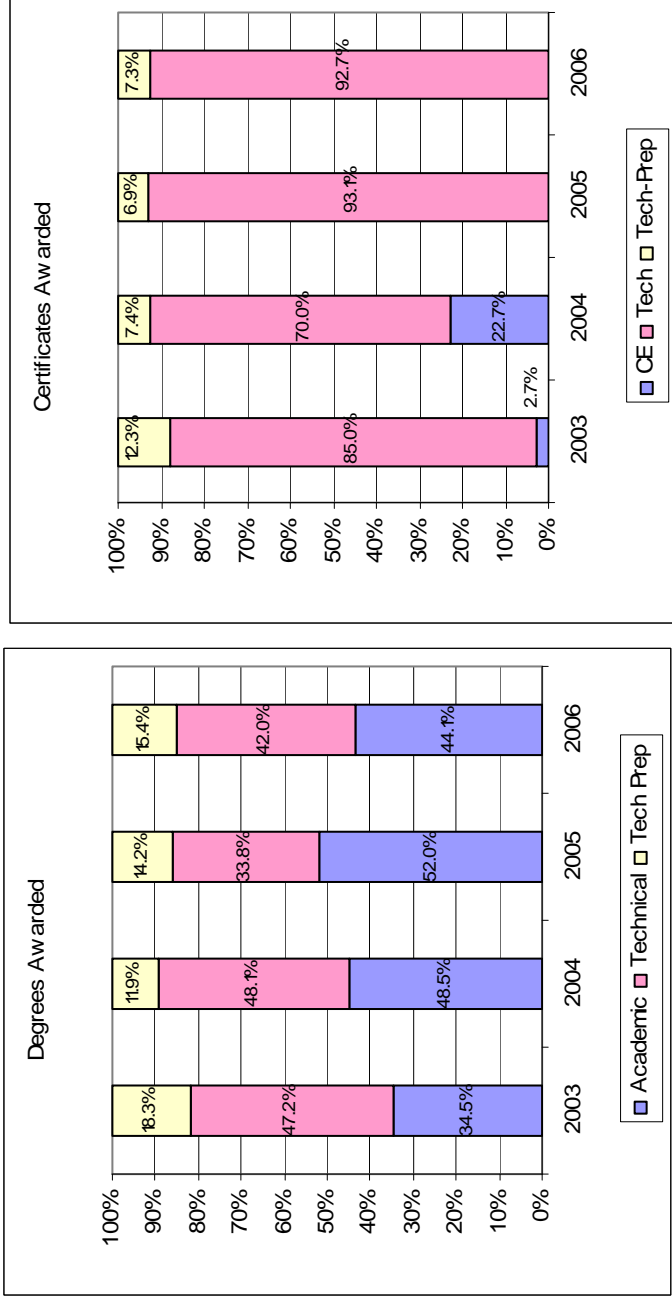 Degrees Awarded
100%
90%
80%
70%
60%
50%
40%
30%
20%
10%
0%
18.3% 11.9% 14.2% 15.4%
47.2% 48.1% 33.8% 42.0%
34.5% 48.5% 52.0% 44.1%
2003 2004 2005 2006
Academic Technical Tech Prep
Certificates Awarded
100%
90%
80%
70%
60%
50%
40%
30%
20%
10%
0%
12.3% 7.4% 6.9% 7.3%
85.0% 70.0% 93.1% 92.7%
2.7% 22.7%
2003 2004 2005 2006
CE Tech Tech-Prep